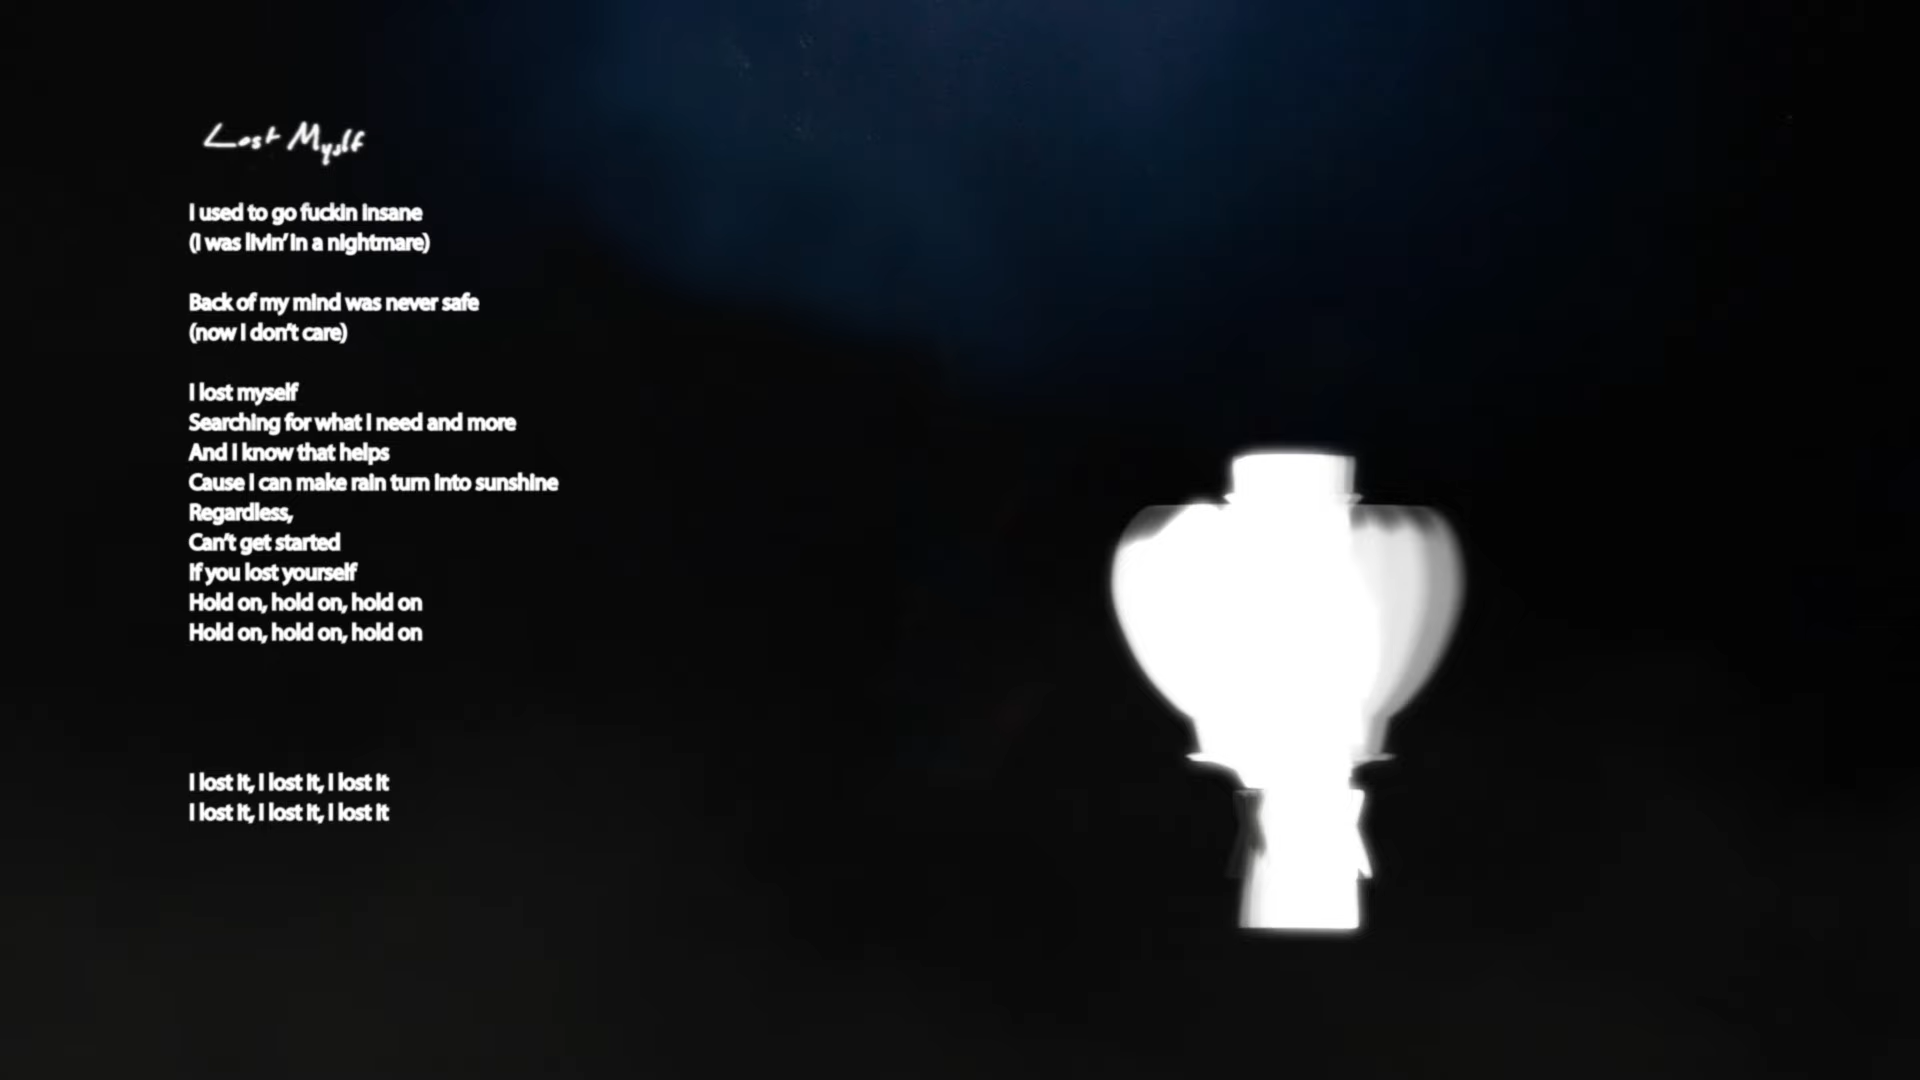 Lost Myslf
I used to go fuckin insane
(I was livin' in a nightmare)
Back of my mind was never safe
(now I don't care)
I lost myself
Searching for what I need and more
And I know that helps
Cause I can make rain turn into sunshine
Regardless,
Can't get started
If you lost yourself
Hold on, hold on, hold on
Hold on, hold on, hold on
I lost it, I lost it, I lost it
I lost it, I lost it, I lost it